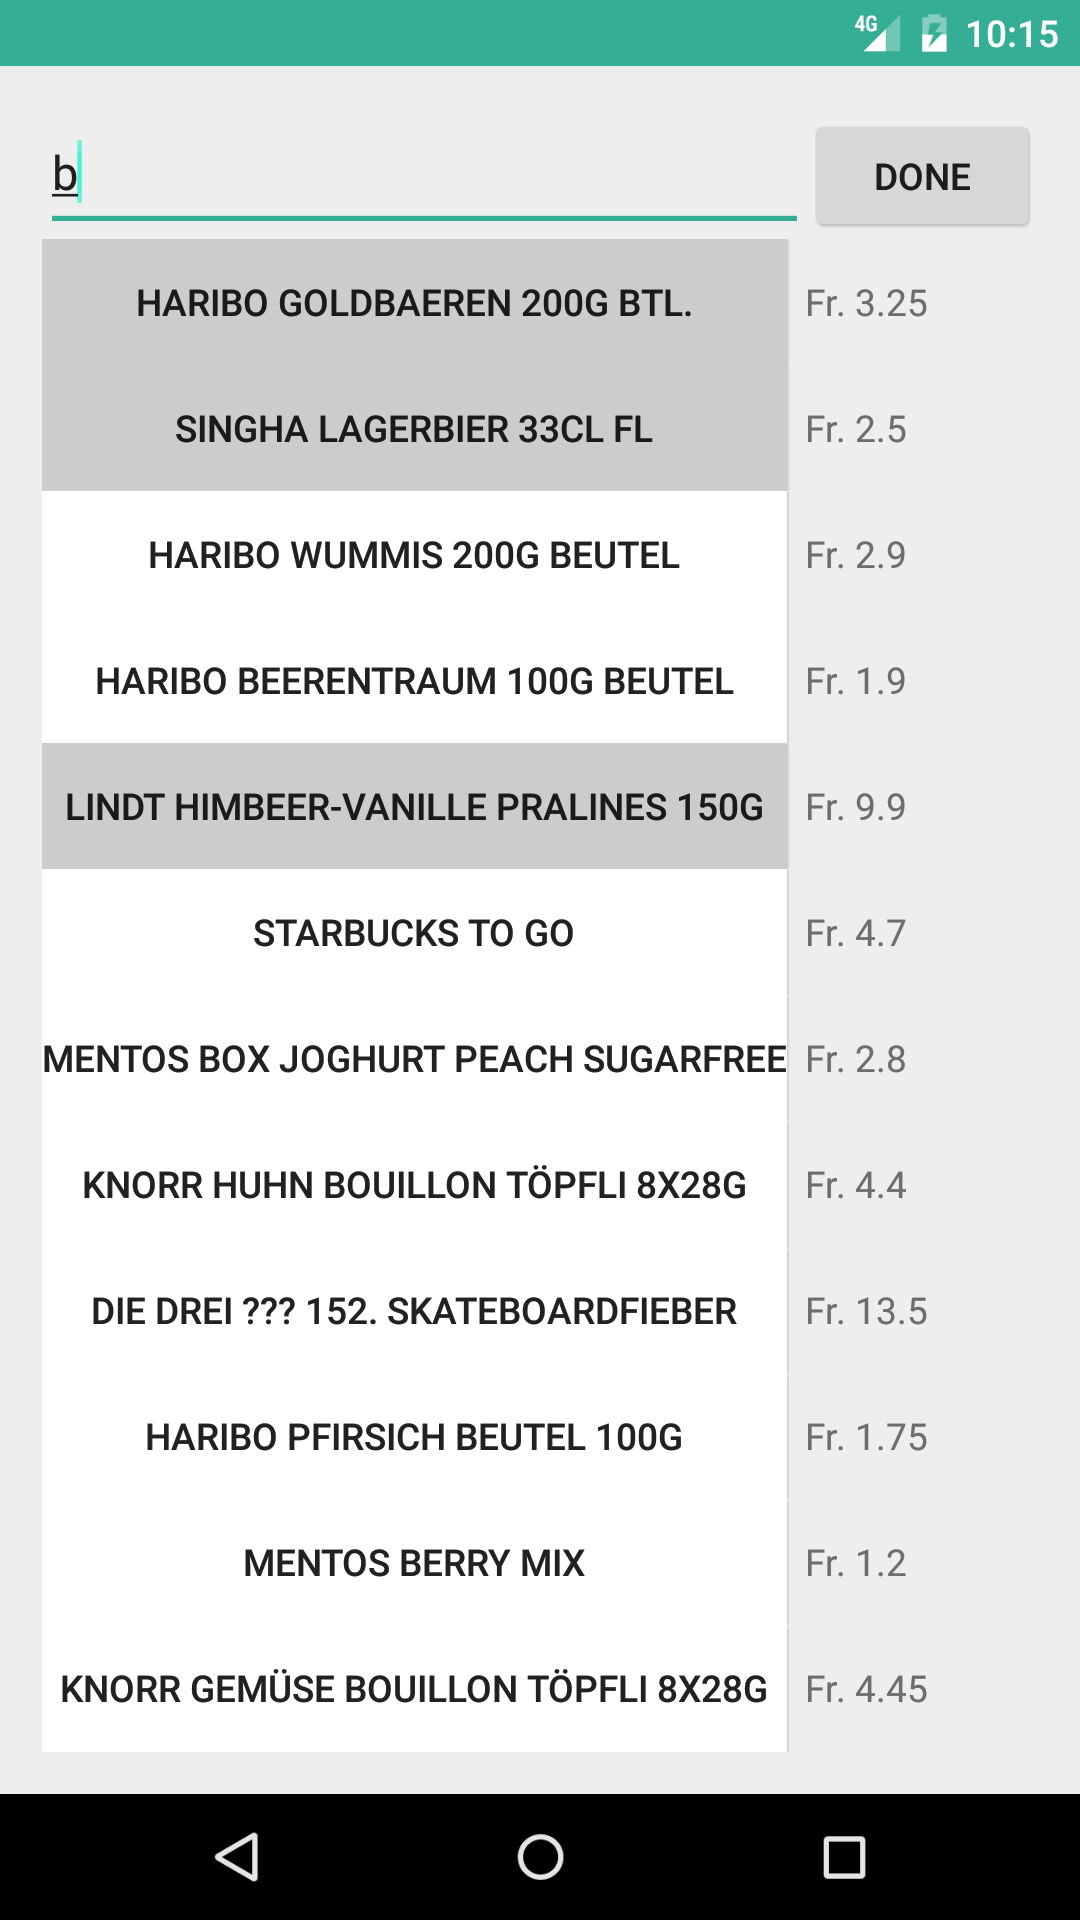 4G 10:15
b DONE
HARIBO GOLDBAEREN 200G BTL. Fr. 3.25
SINGHA LAGERBIER 33CL FL Fr. 2.5
HARIBO WUMMIS 200G BEUTEL Fr. 2.9
HARIBO BEERENTRAUM 100G BEUTEL Fr. 1.9
LINDT HIMBEER-VANILLE PRALINES 150G Fr. 9.9
STARBUCKS TO GO Fr. 4.7
MENTOS BOX JOGHURT PEACH SUGARFREE Fr. 2.8
KNORR HUHN BOUILLON TÖPFLI 8X28G Fr. 4.4
DIE DREI ??? 152. SKATEBOARDFIEBER Fr. 13.5
HARIBO PFIRSICH BEUTEL 100G Fr. 1.75
MENTOS BERRY MIX Fr. 1.2
KNORR GEMÜSE BOUILLON TÖPFLI 8X28G Fr. 4.45